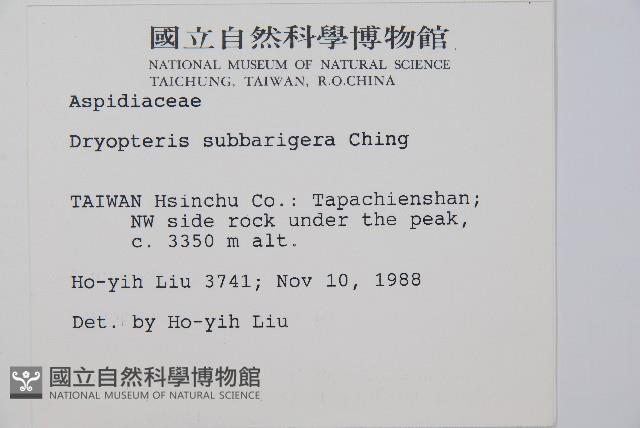 國立自然科學博物館
NATIONAL MUSEUM OF NATURAL SCIENCE
TAICHUNG, TAIWAN, R.O.CHINA
Aspidiaceae
Dryopteris subbarigera Ching
TAIWAN Hsinchu Co.: Tapachienshan;
NW side rock under the peak,
c. 3350 m alt.
Ho-yih Liu 3741; Nov 10, 1988
Det. by Ho-yih Liu
國立自然科學博物館
NATIONAL MUSEUM OF NATURAL SCIENCE